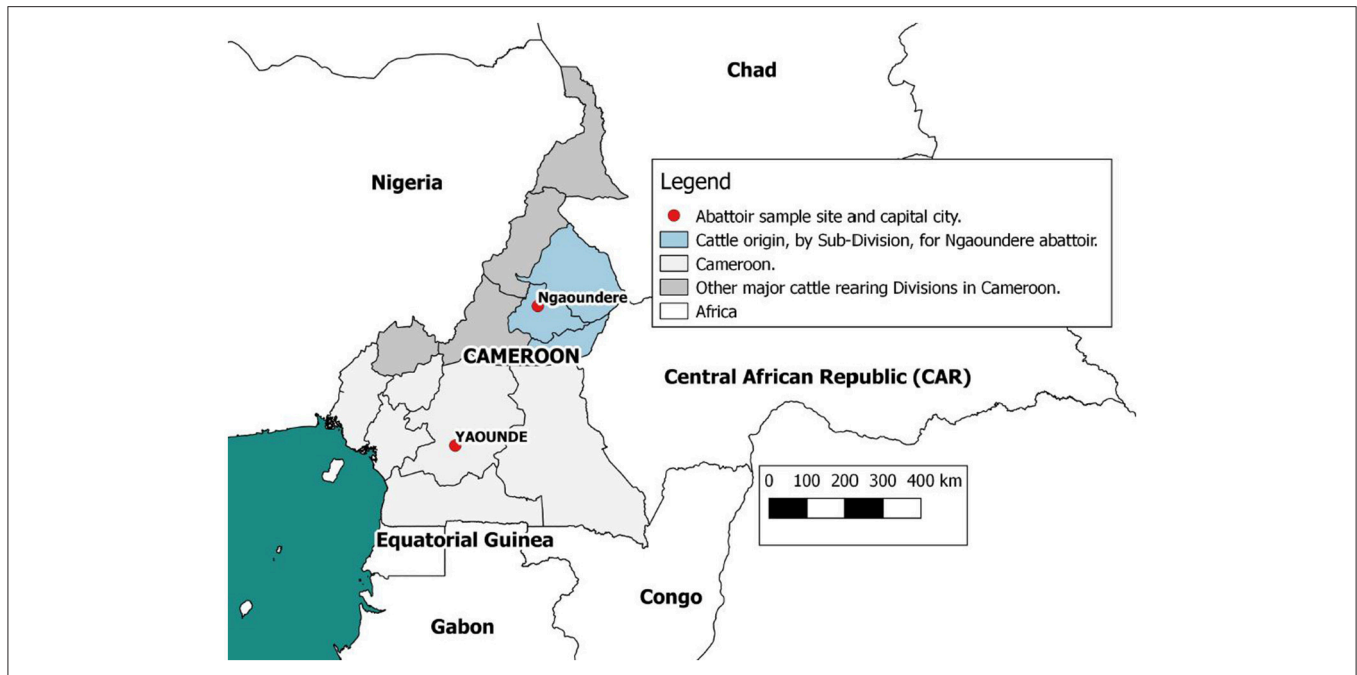 Chad
Nigeria
Legend
Abattoir sample site and capital city.
Cattle origin, by Sub-Division, for Ngaoundere abattoir.
Cameroon.
Other major cattle rearing Divisions in Cameroon.
Africa
Ngaoundere
CAMEROON
Central African Republic (CAR)
YAOUNDE
0 100 200 300 400 km
Equatorial Guinea
Congo
Gabon